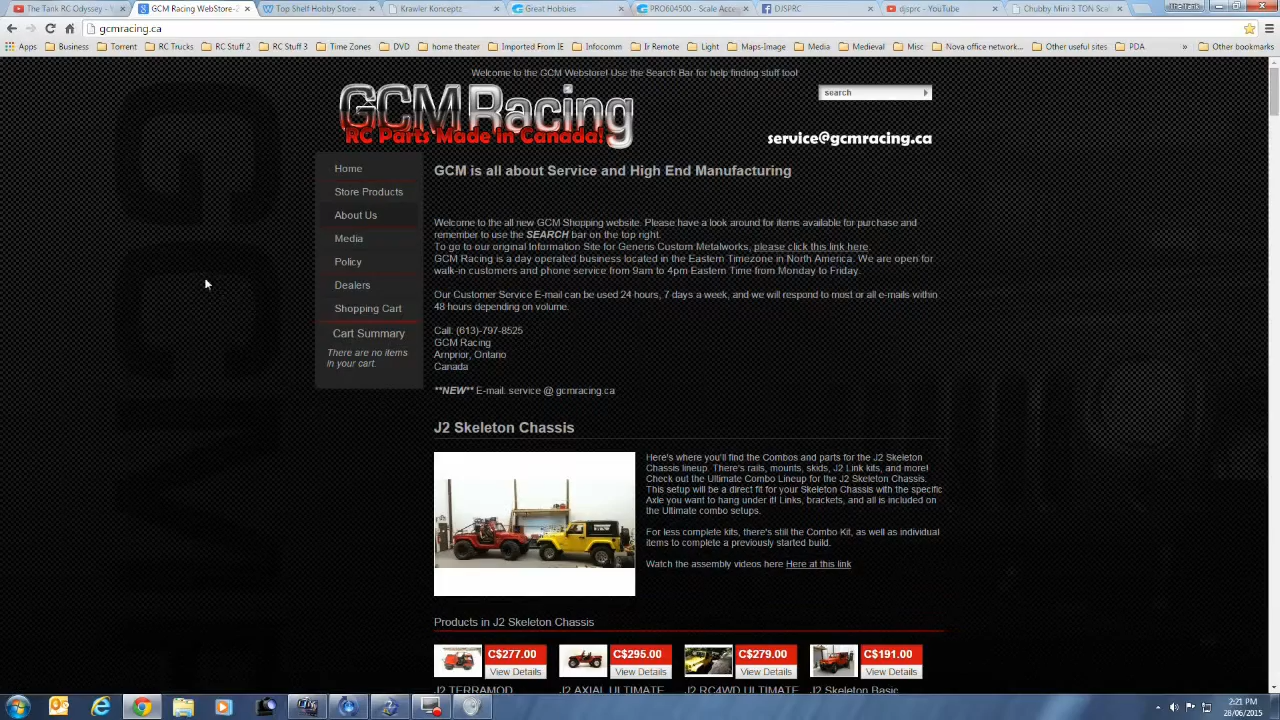 The Tank RC Odyssey -
GCM Racing WebStore-
Top Shelf Hobby Store -
Krawler Konceptz
Great Hobbies
PRO604500 - Scale Acce
DJSPRC
djsprc - YouTube
Chubby Mini 3 TON Scal
The Tank
gcmracing.ca
Apps Business Torrent RC Trucks RC Stuff 2 RC Stuff 3 Time Zones DVD home theater Imported From IE Infocomm Ir Remote Light Maps-Image Media Medieval Misc Nova office network... Other useful sites PDA » Other bookmarks
Welcome to the GCM Webstore! Use the Search Bar for help finding stuff too!
GCM Racing
RC Parts Made In Canada!
search
service@gcmracing.ca
Home
Store Products
About Us
Media
Policy
Dealers
Shopping Cart
Cart Summary
There are no items
in your cart.
GCM is all about Service and High End Manufacturing
Welcome to the all new GCM Shopping website. Please have a look around for items available for purchase and
remember to use the SEARCH bar on the top right.
To go to our original Information Site for Generis Custom Metalworks, please click this link here.
GCM Racing is a day operated business located in the Eastern Timezone in North America. We are open for
walk-in customers and phone service from 9am to 4pm Eastern Time from Monday to Friday.
Our Customer Service E-mail can be used 24 hours, 7 days a week, and we will respond to most or all e-mails within
48 hours depending on volume.
Call: (613)-797-8525
GCM Racing
Arnprior, Ontario
Canada
**NEW** E-mail: service @ gcmracing.ca
J2 Skeleton Chassis
Here's where you'll find the Combos and parts for the J2 Skeleton
Chassis lineup. There's rails, mounts, skids, J2 Link kits, and more!
Check out the Ultimate Combo Lineup for the J2 Skeleton Chassis.
This setup will be a direct fit for your Skeleton Chassis with the specific
Axle you want to hang under it! Links, brackets, and all is included on
the Ultimate combo setups.
For less complete kits, there's still the Combo Kit, as well as individual
items to complete a previously started build.
Watch the assembly videos here Here at this link
Products in J2 Skeleton Chassis
C$277.00
View Details
C$295.00
View Details
C$279.00
View Details
C$191.00
View Details
J2 TERRAMOD
J2 AXIAL ULTIMATE
J2 RC4WD ULTIMATE
J2 Skeleton Basic
2:21 PM
28/06/2015